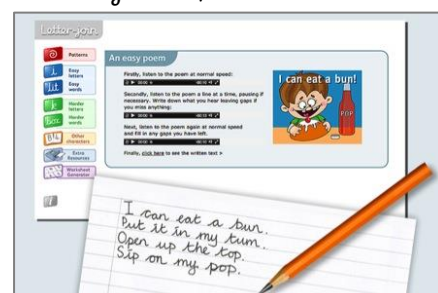 Letter-join
Patterns
Easy letters
Easy words
Harder letters
Harder words
Other characters
Extra Resources
Worksheet Generator
An easy poem
Firstly, listen to the poem at normal speed:
Secondly, listen to the poem a line at a time, pausing if
necessary. Write down what you hear leaving gaps if
you miss anything:
Next, listen to the poem again at normal speed
and fill in any gaps you have left.
Finally, click here to see the written text >
I can eat a bun!
POP
I can eat a bun.
Put it in my tum.
Open up the top.
Sip on my pop.